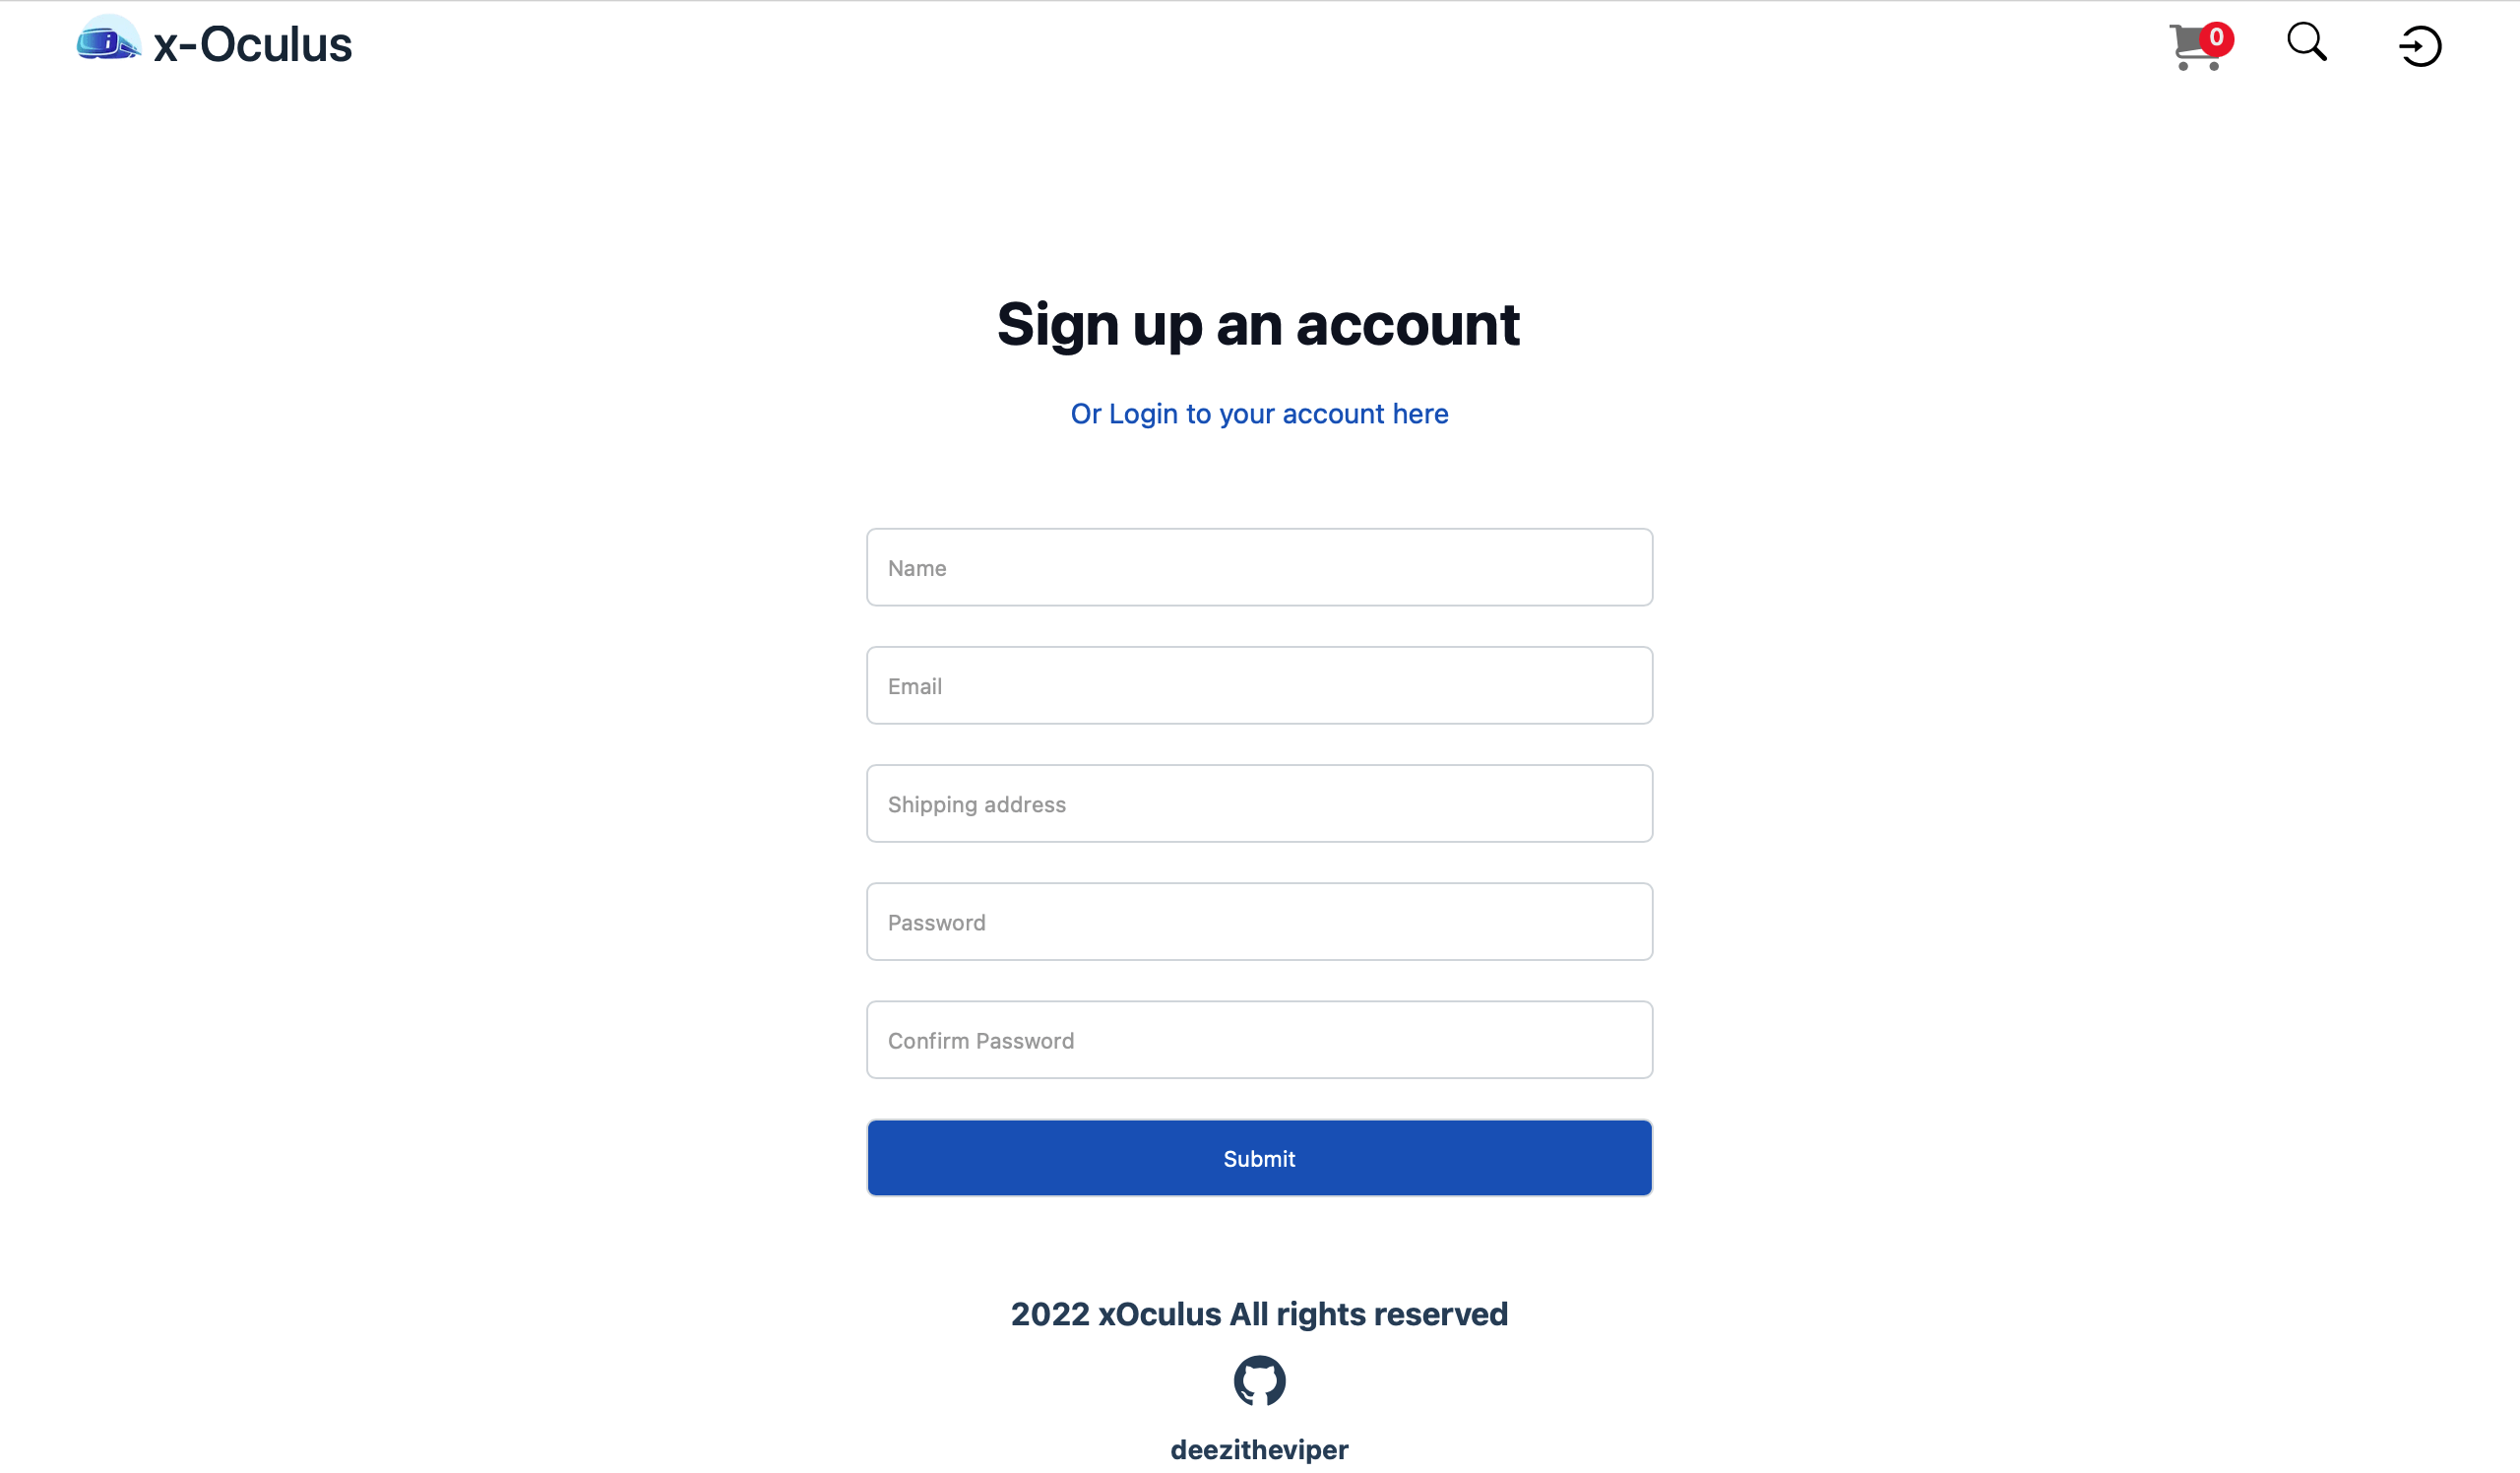 x-Oculus
0
Sign up an account
Or Login to your account here
Name
Email
Shipping address
Password
Confirm Password
Submit
2022 xOculus All rights reserved
deezitheviper